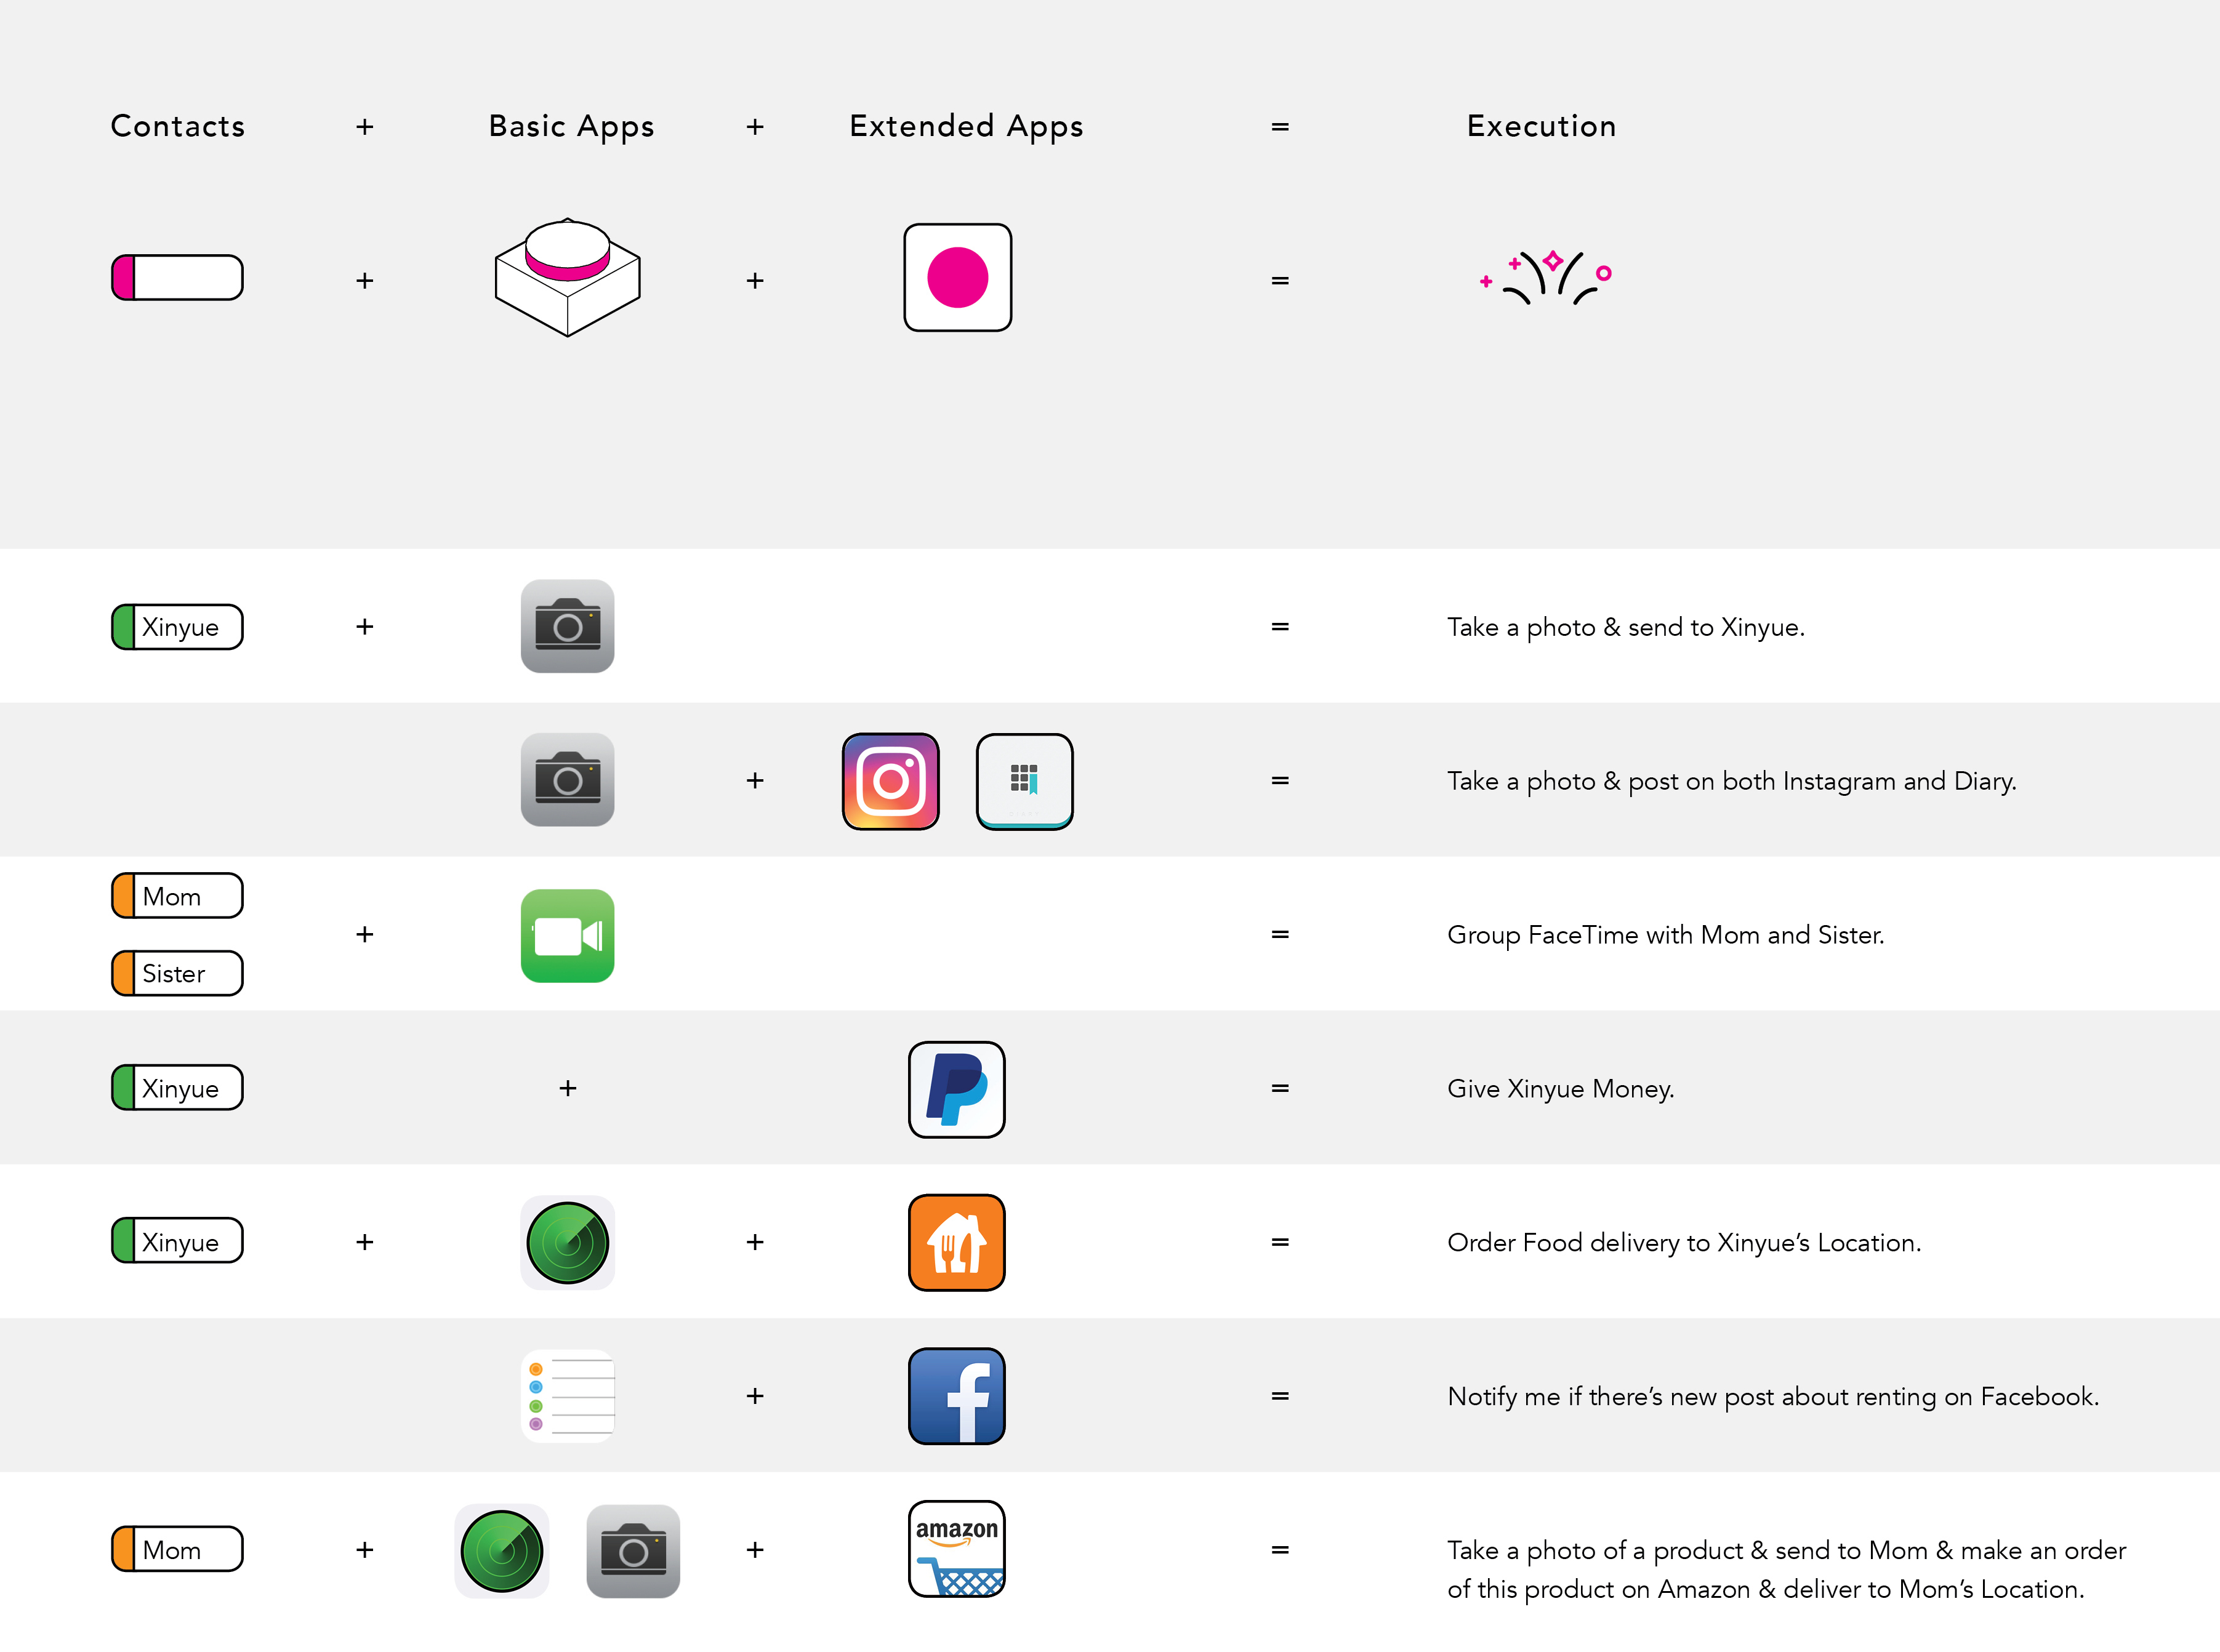 Contacts + Basic Apps + Extended Apps = Execution
+ + =
Xinyue + = Take a photo & send to Xinyue.
+ = Take a photo & post on both Instagram and Diary.
Mom
+ = Group FaceTime with Mom and Sister.
Sister
Xinyue + = Give Xinyue Money.
Xinyue + + = Order Food delivery to Xinyue’s Location.
+ f = Notify me if there’s new post about renting on Facebook.
amazon
Mom + + = Take a photo of a product & send to Mom & make an order
of this product on Amazon & deliver to Mom’s Location.